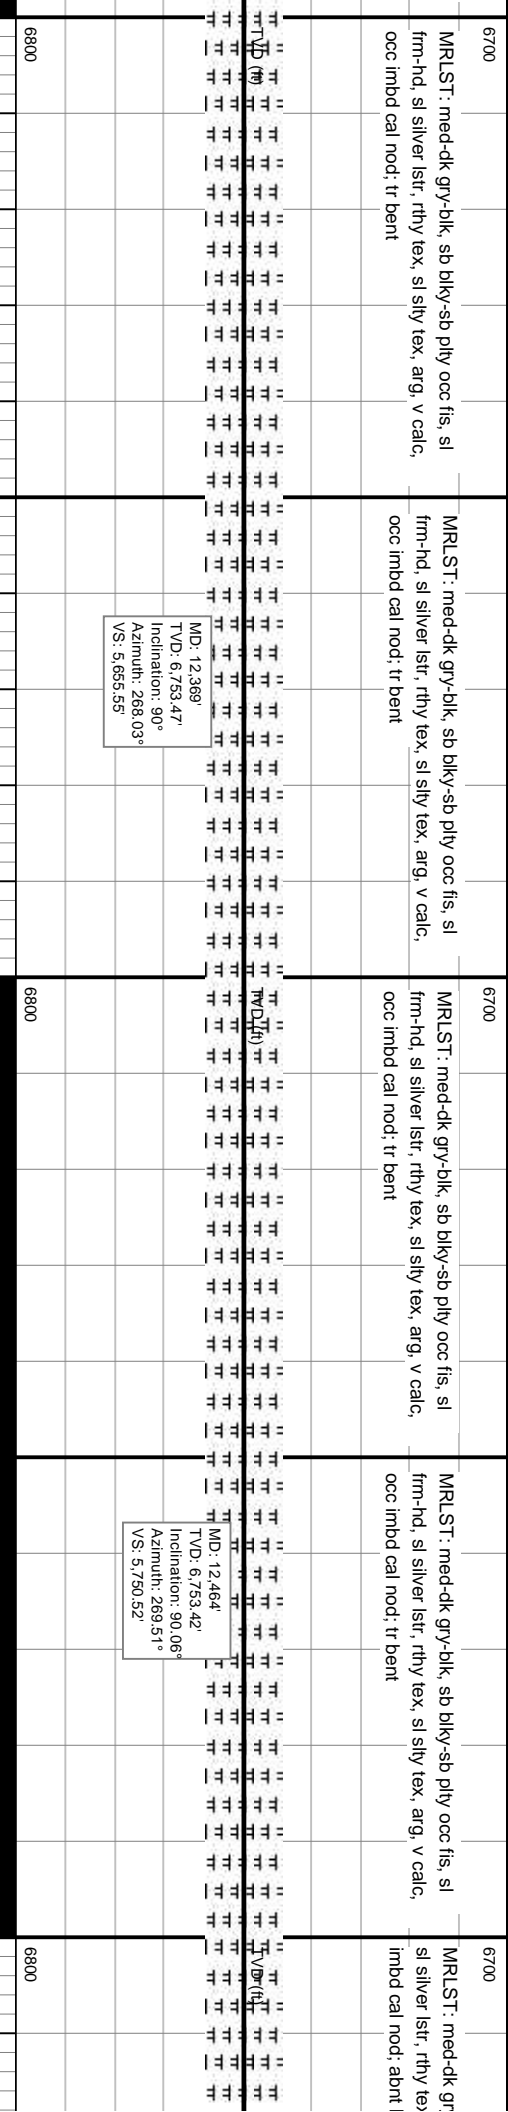 6700
TVD (ft)
6800
MRLST: med-dk gry-blk, sb blky-sb plty occ fis, sl
frm-hd, sl silver lstr, rthy tex, sl slty tex, arg, v calc,
occ imbd cal nod; tr bent
MRLST: med-dk gry-blk, sb blky-sb plty occ fis, sl
frm-hd, sl silver lstr, rthy tex, sl slty tex, arg, v calc,
occ imbd cal nod; tr bent
MD: 12,369'
TVD: 6,753.47'
Inclination: 90°
Azimuth: 268.03°
VS: 5,655.55'
6700
TVD (ft)
6800
MRLST: med-dk gry-blk, sb blky-sb plty occ fis, sl
frm-hd, sl silver lstr, rthy tex, sl slty tex, arg, v calc,
occ imbd cal nod; tr bent
MRLST: med-dk gry-blk, sb blky-sb plty occ fis, sl
frm-hd, sl silver lstr, rthy tex, sl slty tex, arg, v calc,
occ imbd cal nod; tr bent
MD: 12,464'
TVD: 6,753.42'
Inclination: 90.06°
Azimuth: 269.51°
VS: 5,750.52'
6700
TVD (ft)
6800
MRLST: med-dk gr
sl silver lstr, rthy tex
imbd cal nod; abnt